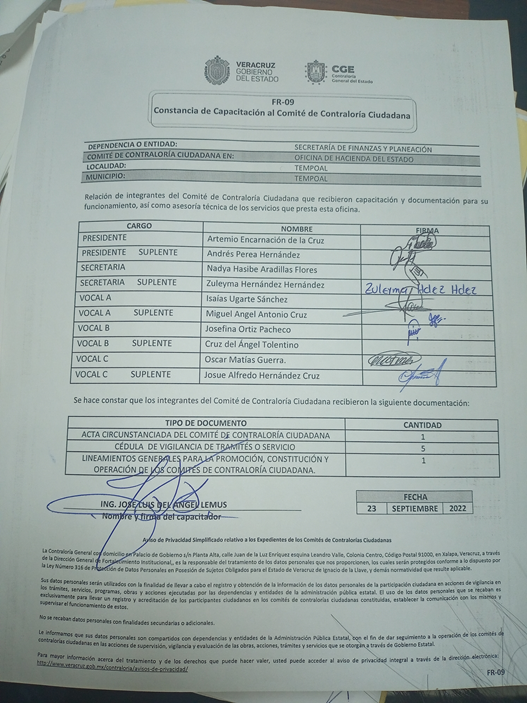 VERACRUZ
GOBIERNO
DEL ESTADO
CGE
Contraloría
General del Estado
FR-09
Constancia de Capacitación al Comité de Contraloría Ciudadana
DEPENDENCIA O ENTIDAD: SECRETARÍA DE FINANZAS Y PLANEACIÓN
COMITÉ DE CONTRALORÍA CIUDADANA EN: OFICINA DE HACIENDA DEL ESTADO
LOCALIDAD: TEMPOAL
MUNICIPIO: TEMPOAL
Relación de integrantes del Comité de Contraloría Ciudadana que recibieron capacitación y documentación para su
funcionamiento, así como asesoría técnica de los servicios que presta esta oficina.
CARGO NOMBRE FIRMA
PRESIDENTE Artemio Encarnación de la Cruz
PRESIDENTE SUPLENTE Andrés Perea Hernández
SECRETARIA Nadya Hasibe Aradillas Flores
SECRETARIA SUPLENTE Zuleyma Hernández Hernández Zuleyma Hdez Hdez
VOCAL A Isaías Ugarte Sánchez
VOCAL A SUPLENTE Miguel Angel Antonio Cruz
VOCAL B Josefina Ortiz Pacheco
VOCAL B SUPLENTE Cruz del Ángel Tolentino
VOCAL C Oscar Matías Guerra.
VOCAL C SUPLENTE Josue Alfredo Hernández Cruz
Se hace constar que los integrantes del Comité de Contraloría Ciudadana recibieron la siguiente documentación:
TIPO DE DOCUMENTO CANTIDAD
ACTA CIRCUNSTANCIADA DEL COMITÉ DE CONTRALORÍA CIUDADANA 1
CÉDULA DE VIGILANCIA DE TRAMITES O SERVICIO 5
LINEAMIENTOS GENERALES PARA LA PROMOCIÓN, CONSTITUCIÓN Y 1
OPERACIÓN DE LOS COMITÉS DE CONTRALORÍA CIUDADANA.
FECHA
23 SEPTIEMBRE 2022
ING. JOSE LUIS DEL ANGEL LEMUS
Nombre y firma del capacitador
Aviso de Privacidad Simplificado relativo a los Expedientes de los Comités de Contralorías Ciudadanas
La Contraloría General con domicilio en Palacio de Gobierno s/n Planta Alta, calle Juan de la Luz Enríquez esquina Leandro Valle, Colonia Centro, Código Postal 91000, en Xalapa, Veracruz, a través de
la Dirección General de Fortalecimiento Institucional, es la responsable del tratamiento de los datos personales que nos proporcionen, los cuales serán protegidos conforme a lo dispuesto por
la Ley Número 316 de Protección de Datos Personales en Posesión de Sujetos Obligados para el Estado de Veracruz de Ignacio de la Llave, y demás normatividad que resulte aplicable.
Sus datos personales serán utilizados con la finalidad de llevar a cabo el registro y obtención de la información de los datos personales de la participación ciudadana en acciones de vigilancia en
los trámites, servicios, programas, obras y acciones ejecutadas por las dependencias y entidades de la administración pública estatal. El uso de los datos personales que se recaban es
exclusivamente para llevar un registro y acreditación de los participantes ciudadanos en los comités de contralorías ciudadanas constituidas, establecer la comunicación con los mismos y
supervisar el funcionamiento de estos.
No se recaban datos personales con finalidades secundarias o adicionales.
Le informamos que sus datos personales son compartidos con dependencias y entidades de la Administración Pública Estatal, con el fin de dar seguimiento a la operación de los comités de
contralorías ciudadanas en las acciones de supervisión, vigilancia y evaluación de las obras, acciones, trámites y servicios que se otorgan a través de Gobierno Estatal.
Para mayor información acerca del tratamiento y de los derechos que puede hacer valer, usted puede acceder al aviso de privacidad integral a través de la dirección electrónica:
http://www.veracruz.gob.mx/contraloria/avisos-de-privacidad/
FR-09